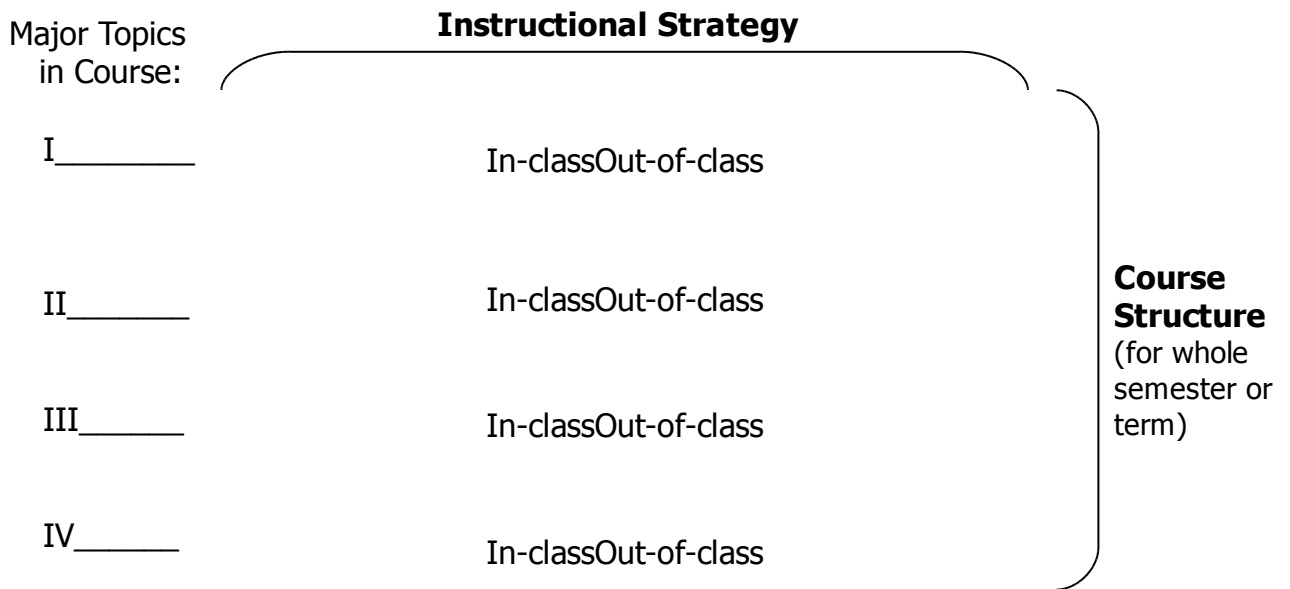 Instructional Strategy
Major Topics
in Course:
I________
In-classOut-of-class
II_______
In-classOut-of-class
III______
In-classOut-of-class
IV______
In-classOut-of-class
Course
Structure
(for whole
semester or
term)